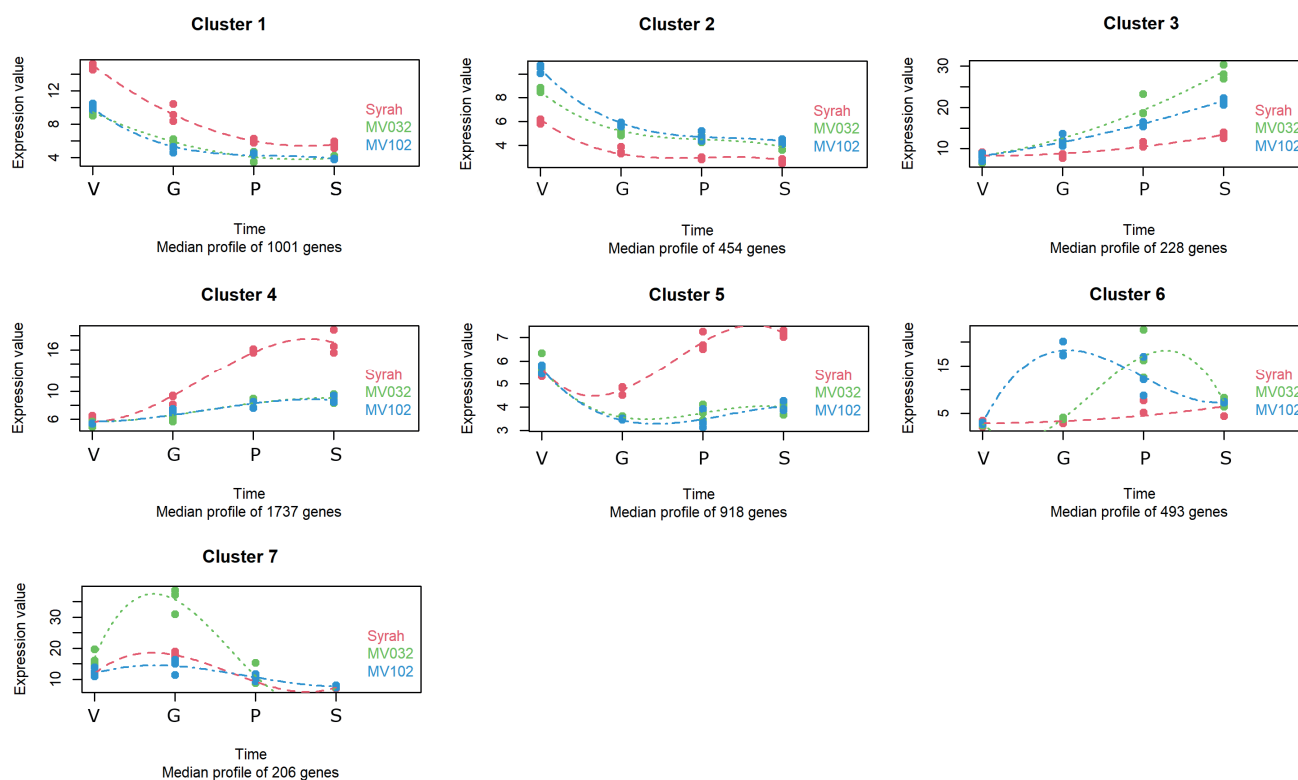 Cluster 1
Expression value
12
8
4
Syrah
MV032
MV102
V G P S
Time
Median profile of 1001 genes
Cluster 2
Expression value
8
6
4
Syrah
MV032
MV102
V G P S
Time
Median profile of 454 genes
Cluster 3
Expression value
30
20
10
Syrah
MV032
MV102
V G P S
Time
Median profile of 228 genes
Cluster 4
Expression value
16
10
6
Syrah
MV032
MV102
V G P S
Time
Median profile of 1737 genes
Cluster 5
Expression value
7
6
5
4
3
Syrah
MV032
MV102
V G P S
Time
Median profile of 918 genes
Cluster 6
Expression value
15
5
Syrah
MV032
MV102
V G P S
Time
Median profile of 493 genes
Cluster 7
Expression value
30
20
10
Syrah
MV032
MV102
V G P S
Time
Median profile of 206 genes